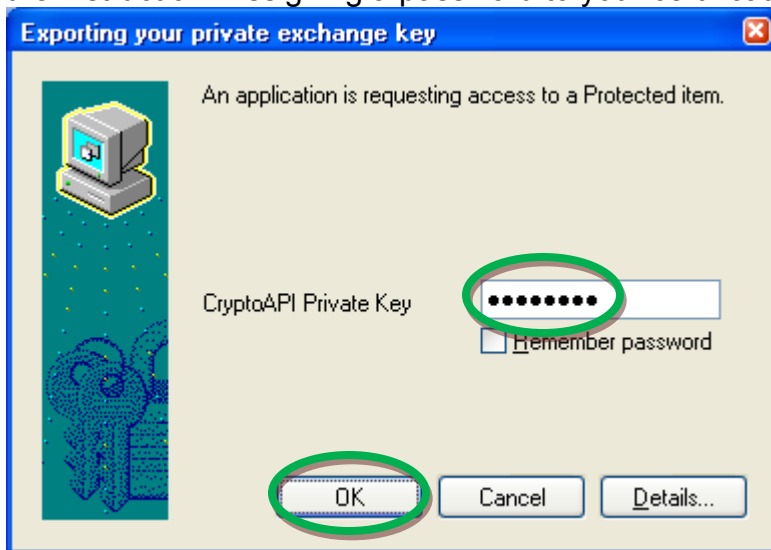 Exporting your private exchange key
An application is requesting access to a Protected item.
CryptoAPI Private Key
Remember password
OK
Cancel
Details...